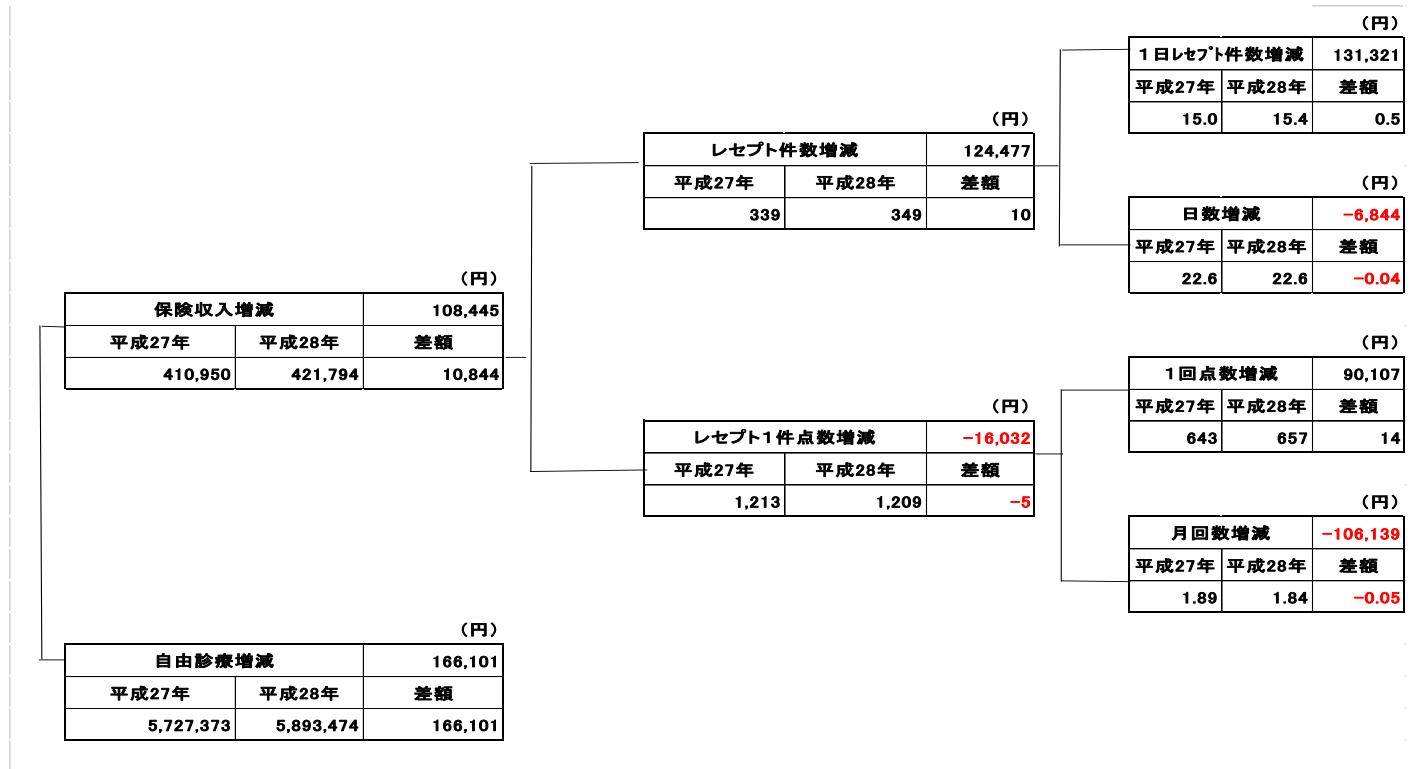 （円）
１日ﾚｾﾌﾟﾄ件数増減 131,321
平成27年 平成28年 差額
15.0 15.4 0.5
（円）
レセプト件数増減 124,477
平成27年 平成28年 差額
339 349 10
（円）
日数増減 −6,844
平成27年 平成28年 差額
22.6 22.6 −0.04
（円）
保険収入増減 108,445
平成27年 平成28年 差額
410,950 421,794 10,844
（円）
１回点数増減 90,107
平成27年 平成28年 差額
643 657 14
（円）
レセプト１件点数増減 −16,032
平成27年 平成28年 差額
1,213 1,209 −5
（円）
月回数増減 −106,139
平成27年 平成28年 差額
1.89 1.84 −0.05
（円）
自由診療増減 166,101
平成27年 平成28年 差額
5,727,373 5,893,474 166,101